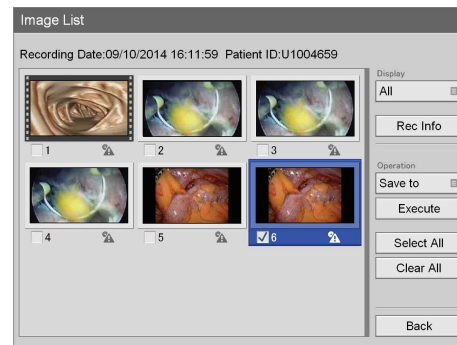 Image List
Recording Date:09/10/2014 16:11:59 Patient ID:U1004659
Display
All
Rec Info
1
2
3
Operation
Save to
Execute
4
5
6
Select All
Clear All
Back